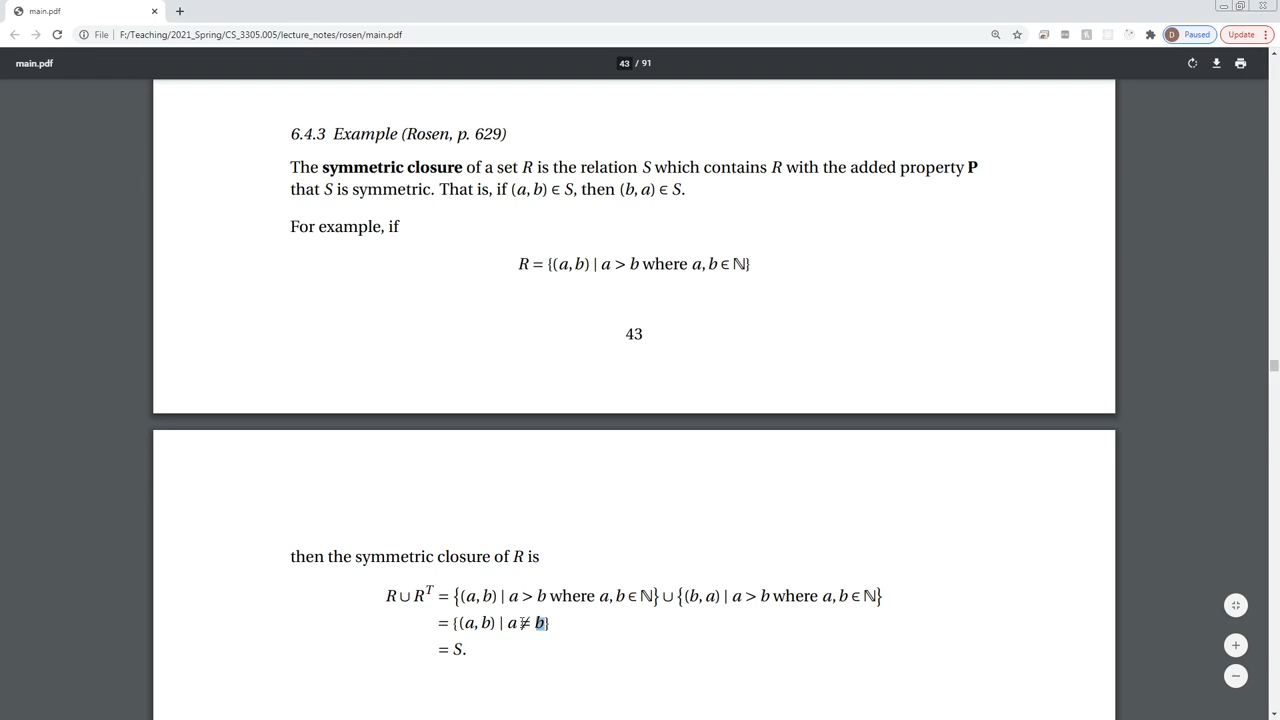 main.pdf
File | F:/Teaching/2021_Spring/CS_3305.005/lecture_notes/rosen/main.pdf
D Paused
Update
main.pdf
43 / 91
6.4.3 Example (Rosen, p. 629)
The symmetric closure of a set R is the relation S which contains R with the added property P
that S is symmetric. That is, if (a, b) ∈ S, then (b, a) ∈ S.
For example, if
R = {(a, b) | a > b where a, b ∈ ℕ}
43
then the symmetric closure of R is
R ∪ R^T = {(a, b) | a > b where a, b ∈ ℕ} ∪ {(b, a) | a > b where a, b ∈ ℕ}
= {(a, b) | a ≠ b}
= S.